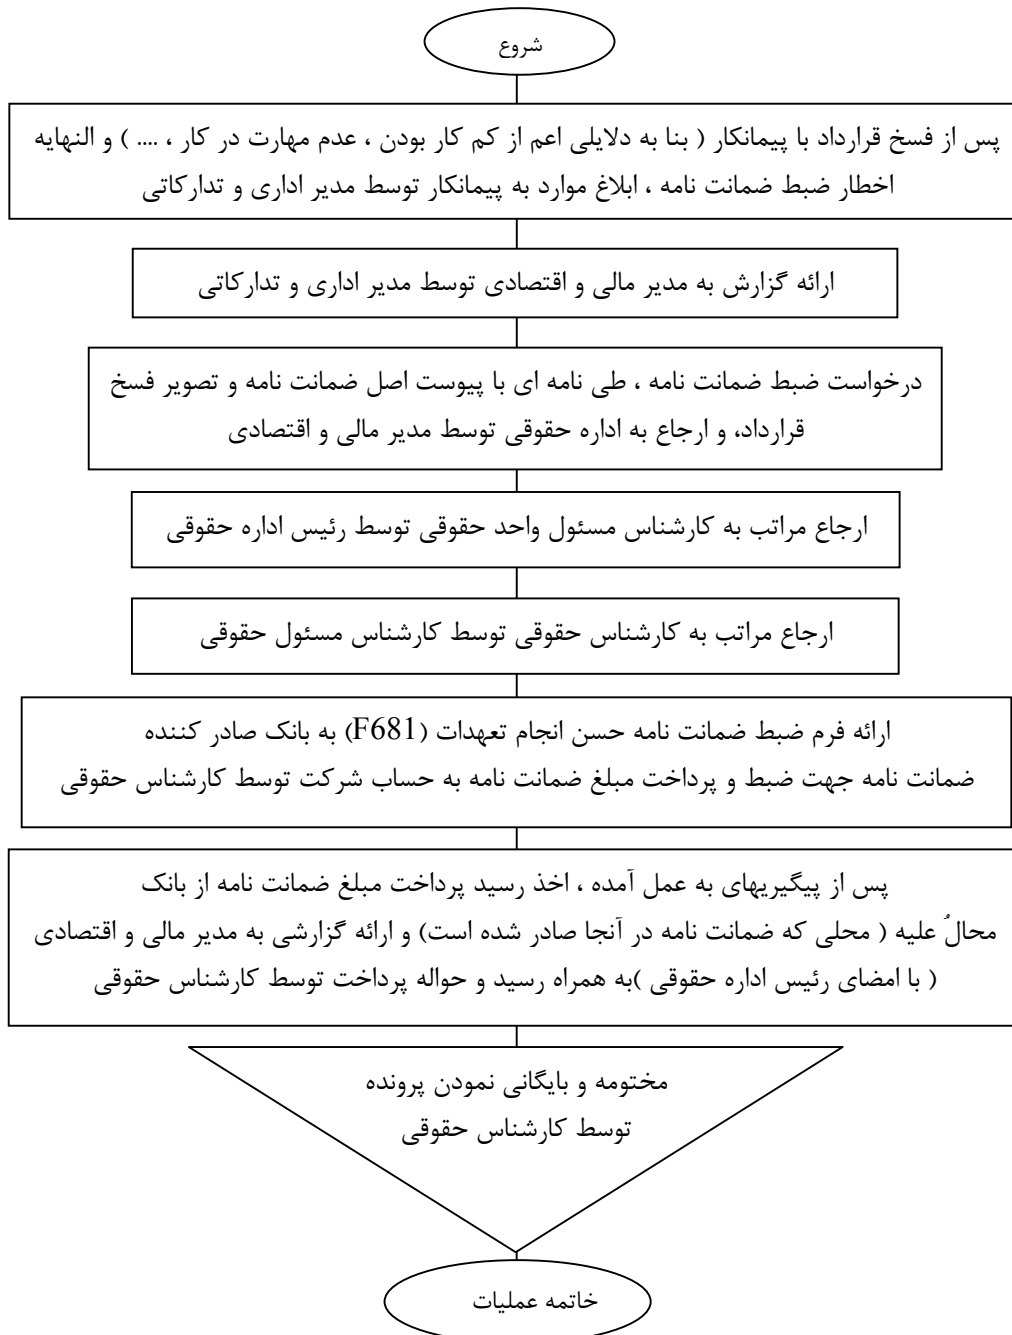 شروع
پس از فسخ قرارداد با پیمانکار ( بنا به دلایلی اعم از کم کار بودن ، عدم مهارت در کار ، .... ) و النهایه
اخطار ضبط ضمانت نامه ، ابلاغ موارد به پیمانکار توسط مدیر اداری و تدارکاتی
ارائه گزارش به مدیر مالی و اقتصادی توسط مدیر اداری و تدارکاتی
درخواست ضبط ضمانت نامه ، طی نامه ای با پیوست اصل ضمانت نامه و تصویر فسخ
قرارداد، و ارجاع به اداره حقوقی توسط مدیر مالی و اقتصادی
ارجاع مراتب به کارشناس مسئول واحد حقوقی توسط رئیس اداره حقوقی
ارجاع مراتب به کارشناس حقوقی توسط کارشناس مسئول حقوقی
ارائه فرم ضبط ضمانت نامه حسن انجام تعهدات (F681) به بانک صادر کننده
ضمانت نامه جهت ضبط و پرداخت مبلغ ضمانت نامه به حساب شرکت توسط کارشناس حقوقی
پس از پیگیریهای به عمل آمده ، اخذ رسید پرداخت مبلغ ضمانت نامه از بانک
محالُ علیه ( محلی که ضمانت نامه در آنجا صادر شده است) و ارائه گزارشی به مدیر مالی و اقتصادی
( با امضای رئیس اداره حقوقی )به همراه رسید و حواله پرداخت توسط کارشناس حقوقی
مختومه و بایگانی نمودن پرونده
توسط کارشناس حقوقی
خاتمه عملیات